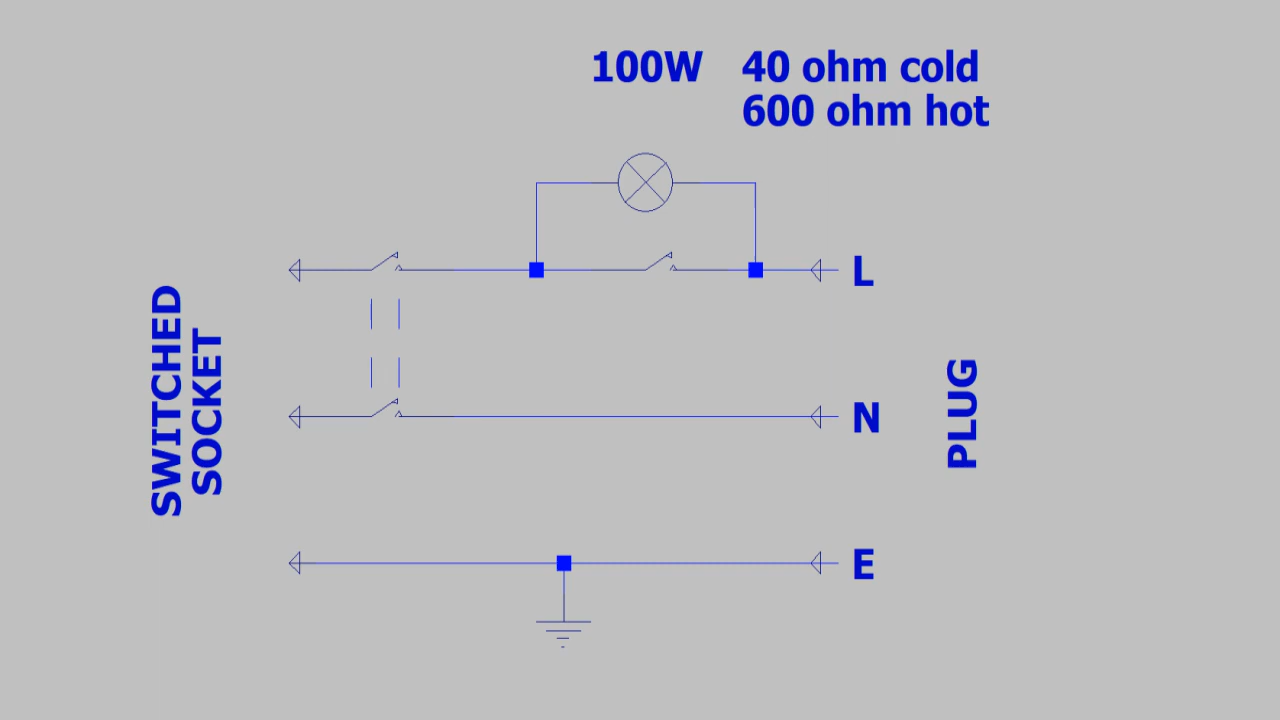 100W 40 ohm cold
600 ohm hot
L
SWITCHED
SOCKET
N
PLUG
E